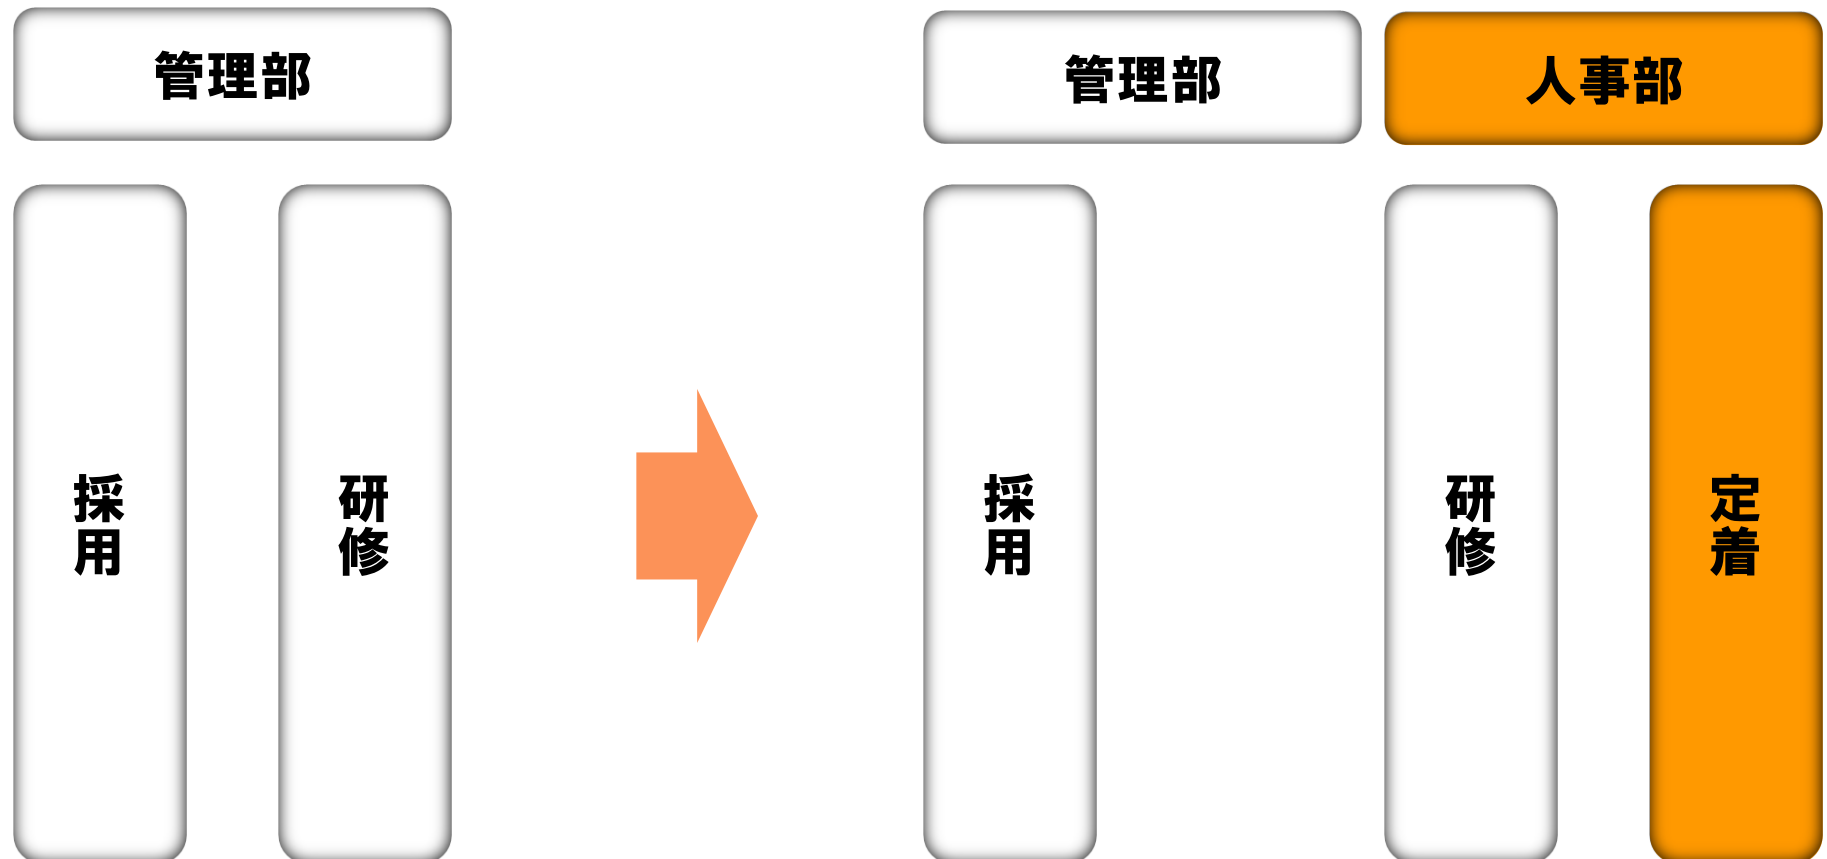 管理部
管理部
人事部
採用
研修
採用
研修
定着